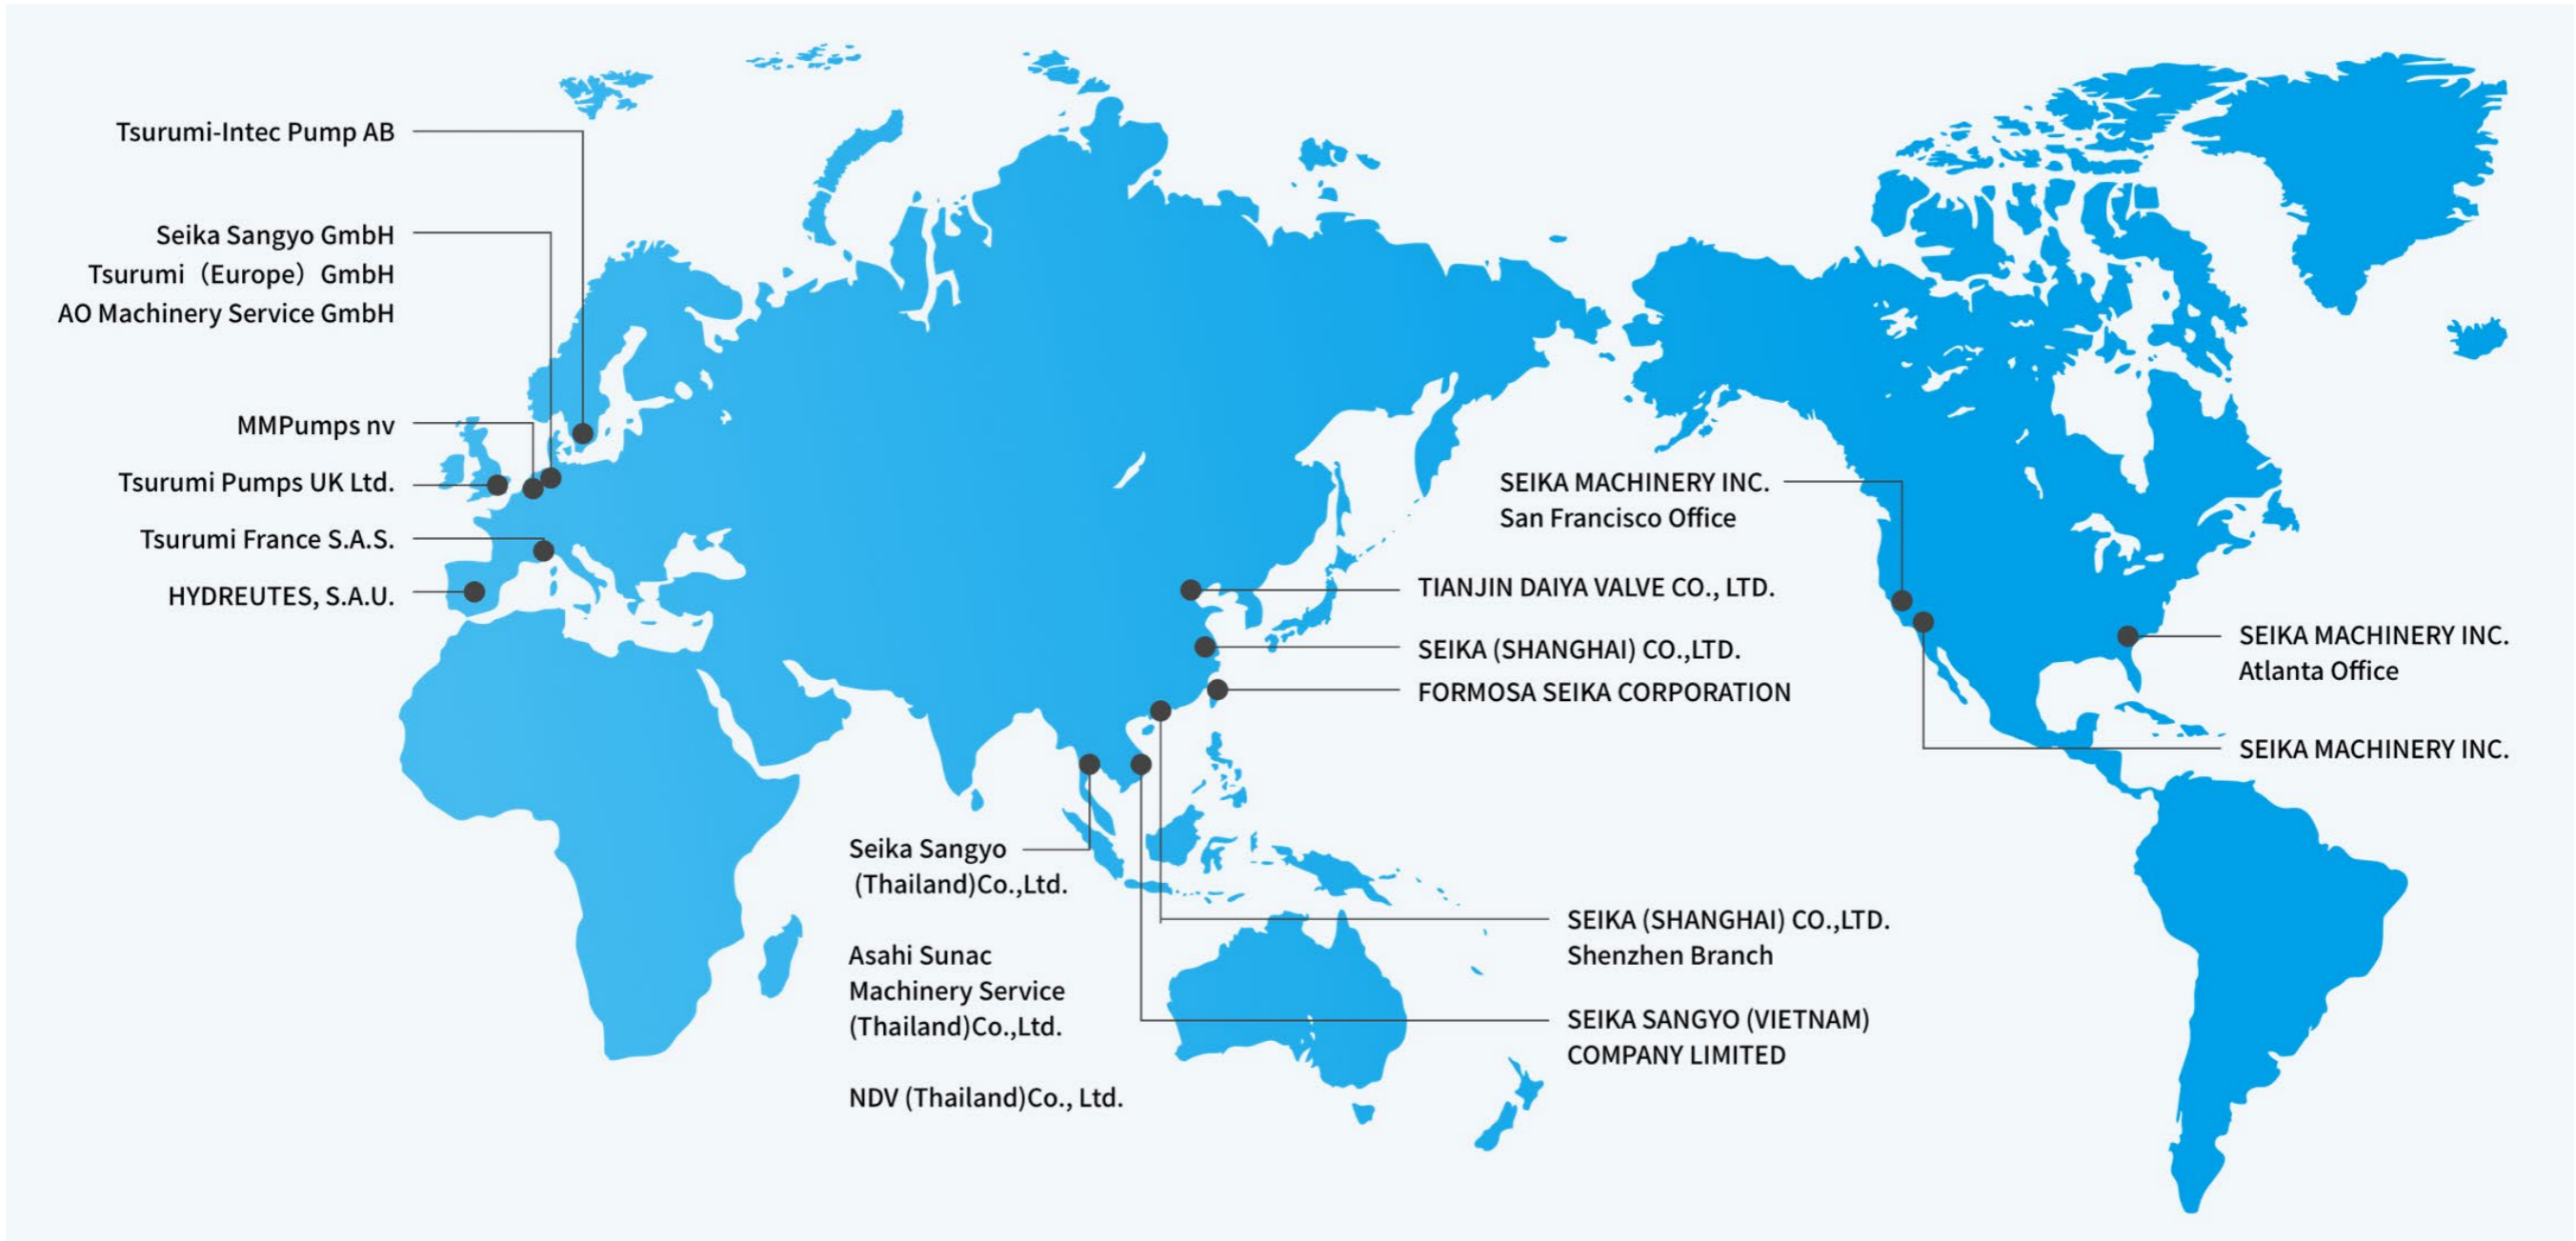 Tsurumi-Intec Pump AB
Seika Sangyo GmbH
Tsurumi（Europe）GmbH
AO Machinery Service GmbH
MMPumps nv
Tsurumi Pumps UK Ltd.
Tsurumi France S.A.S.
HYDREUTES, S.A.U.
Seika Sangyo
(Thailand)Co.,Ltd.
Asahi Sunac
Machinery Service
(Thailand)Co.,Ltd.
NDV (Thailand)Co., Ltd.
SEIKA MACHINERY INC.
San Francisco Office
TIANJIN DAIYA VALVE CO., LTD.
SEIKA (SHANGHAI) CO.,LTD.
FORMOSA SEIKA CORPORATION
SEIKA (SHANGHAI) CO.,LTD.
Shenzhen Branch
SEIKA SANGYO (VIETNAM)
COMPANY LIMITED
SEIKA MACHINERY INC.
Atlanta Office
SEIKA MACHINERY INC.